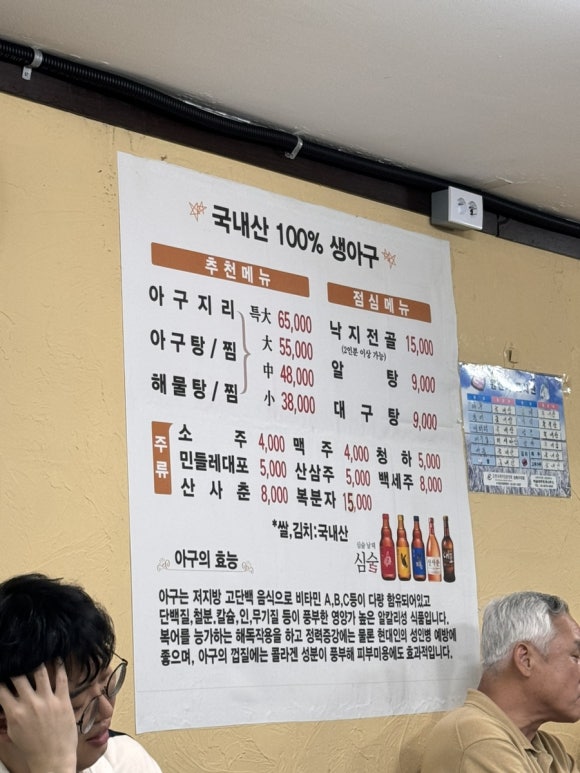 국내산 100% 생아구
추천메뉴
아구지리
아구탕/찜
해물탕/찜
특大 65,000
大 55,000
中 48,000
小 38,000
점심메뉴
낙지전골 15,000
(2인분 이상 가능)
알탕 9,000
대구탕 9,000
주류
소주 4,000 맥주 4,000 청하 5,000
민들레대포 5,000 산삼주 5,000 백세주 8,000
산사춘 8,000 복분자 15,000
*쌀,김치:국내산
심술
아구의 효능
아구는 저지방 고단백 음식으로 비타민 A,B,C등이 다량 함유되어있고
단백질,철분,칼슘,인,무기질 등이 풍부한 영양가 높은 알칼리성 식품입니다.
복어를 능가하는 해독작용을 하고 정력증강에는 물론 현대인의 성인병 예방에
좋으며, 아구의 껍질에는 콜라겐 성분이 풍부해 피부미용에도 효과적입니다.